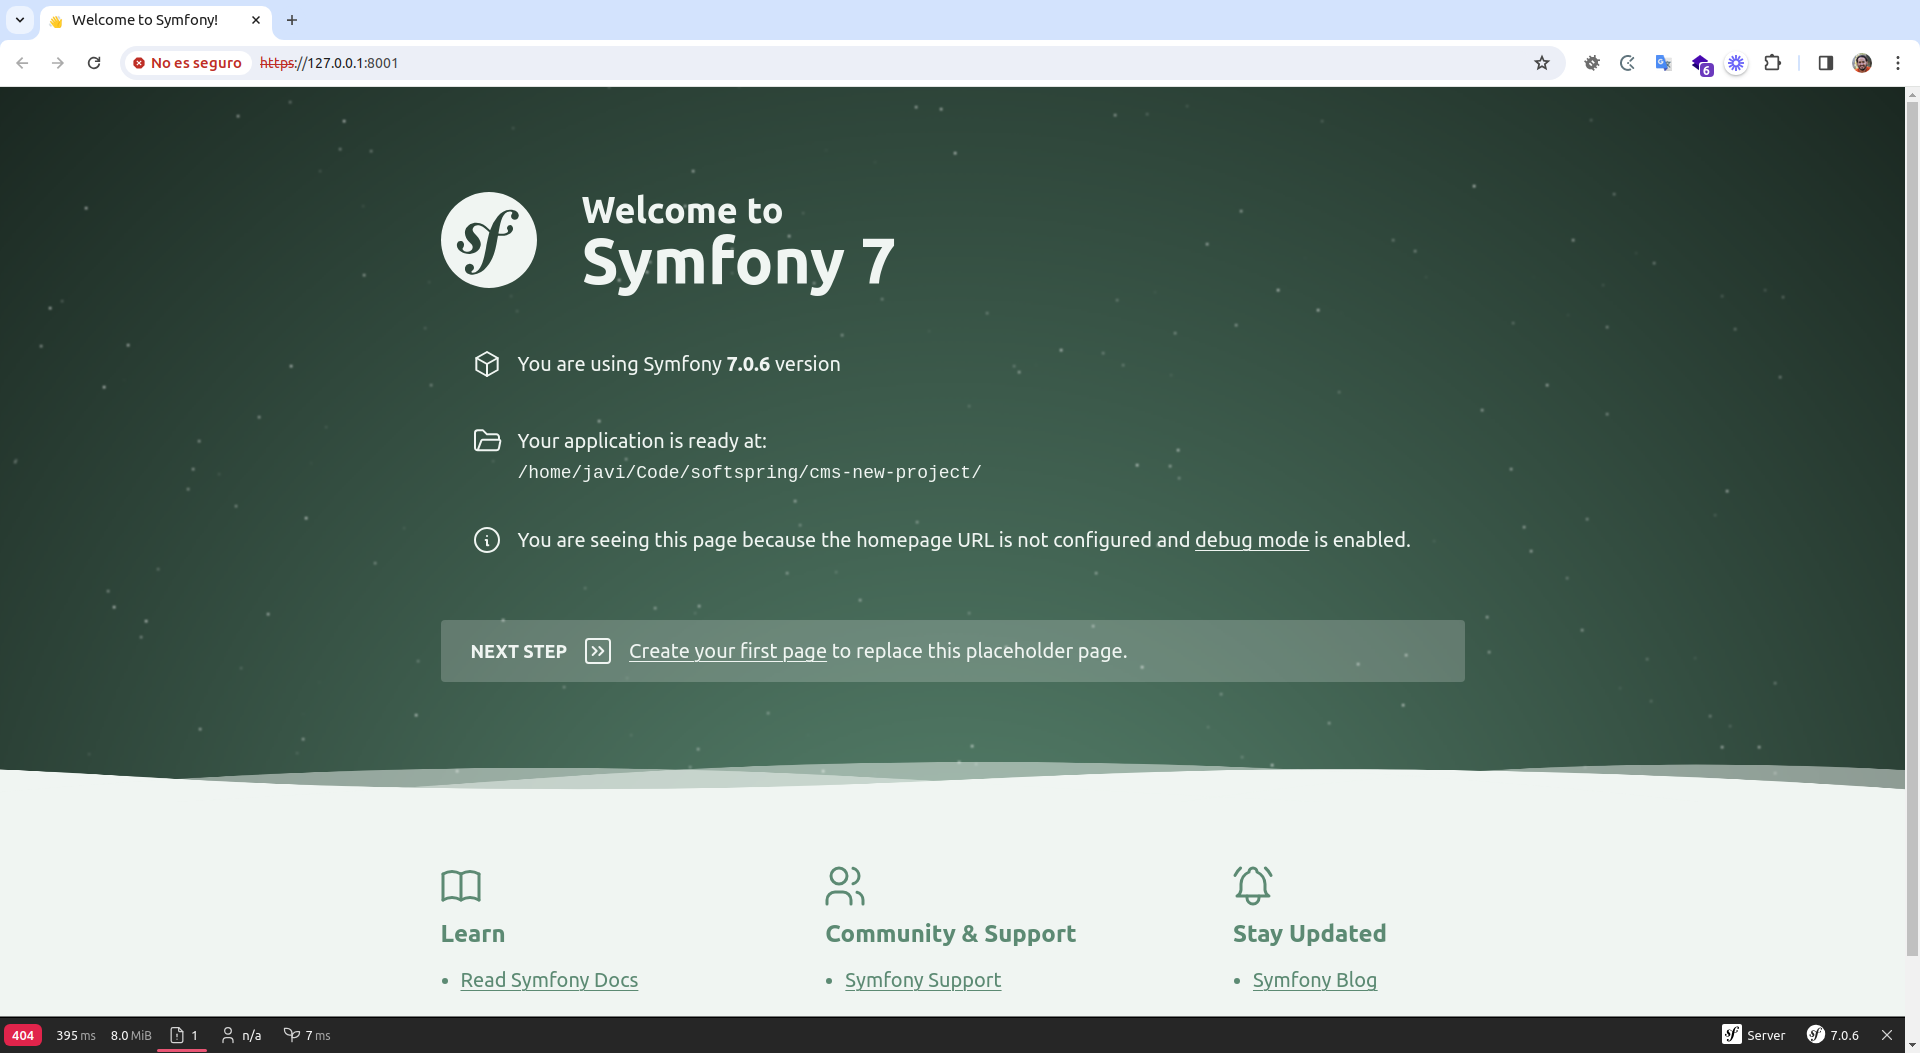 Welcome to Symfony!
No es seguro
https://127.0.0.1:8001
6
sf
Welcome to
Symfony 7
You are using Symfony 7.0.6 version
Your application is ready at:
/home/javi/Code/softspring/cms-new-project/
You are seeing this page because the homepage URL is not configured and debug mode is enabled.
NEXT STEP
Create your first page to replace this placeholder page.
Learn
• Read Symfony Docs
Community & Support
• Symfony Support
Stay Updated
• Symfony Blog
404 395 ms 8.0 MiB 1 n/a 7 ms
sf Server sf 7.0.6